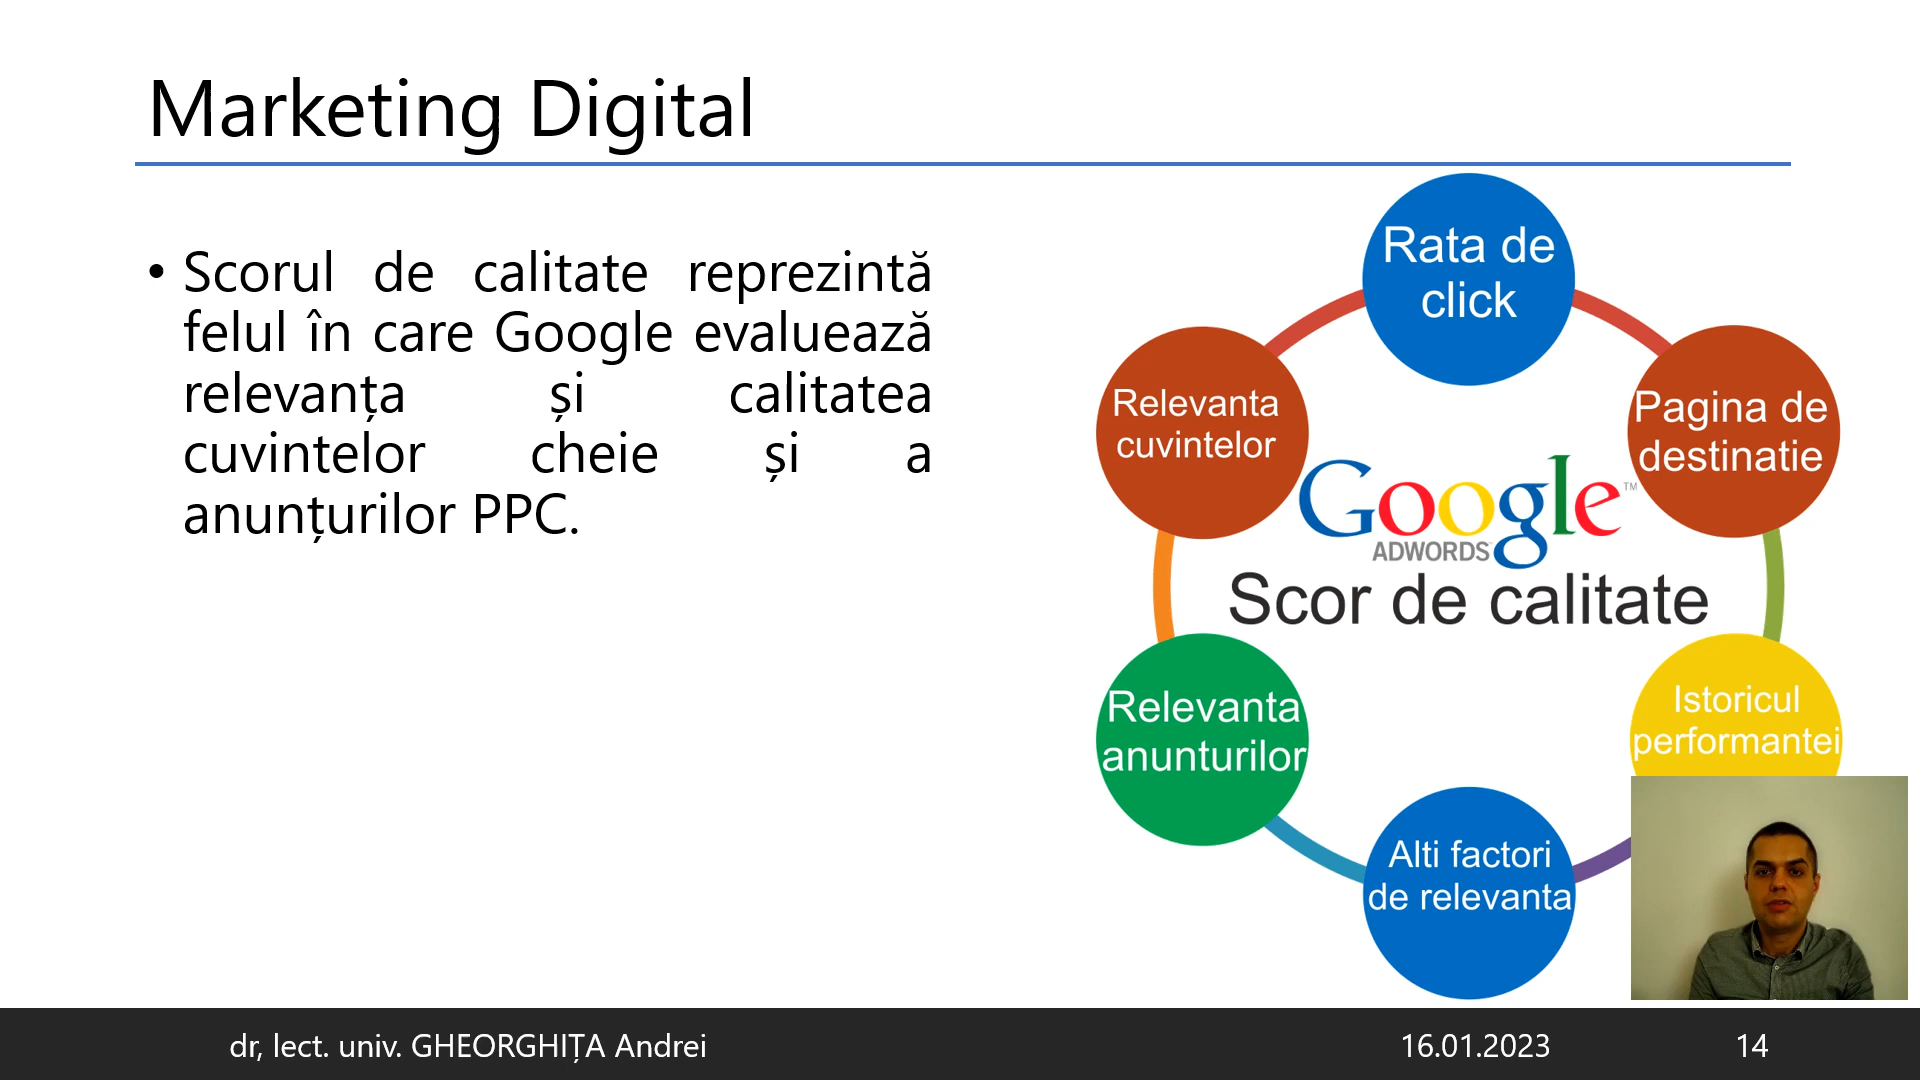 Marketing Digital
• Scorul de calitate reprezintă
felul în care Google evaluează
relevanța și calitatea
cuvintelor cheie și a
anunțurilor PPC.
Rata de
click
Relevanta
cuvintelor
Pagina de
destinatie
Google™
ADWORDS
Scor de calitate
Relevanta
anunturilor
Istoricul
performantei
Alti factori
de relevanta
dr, lect. univ. GHEORGHIȚA Andrei
16.01.2023
14